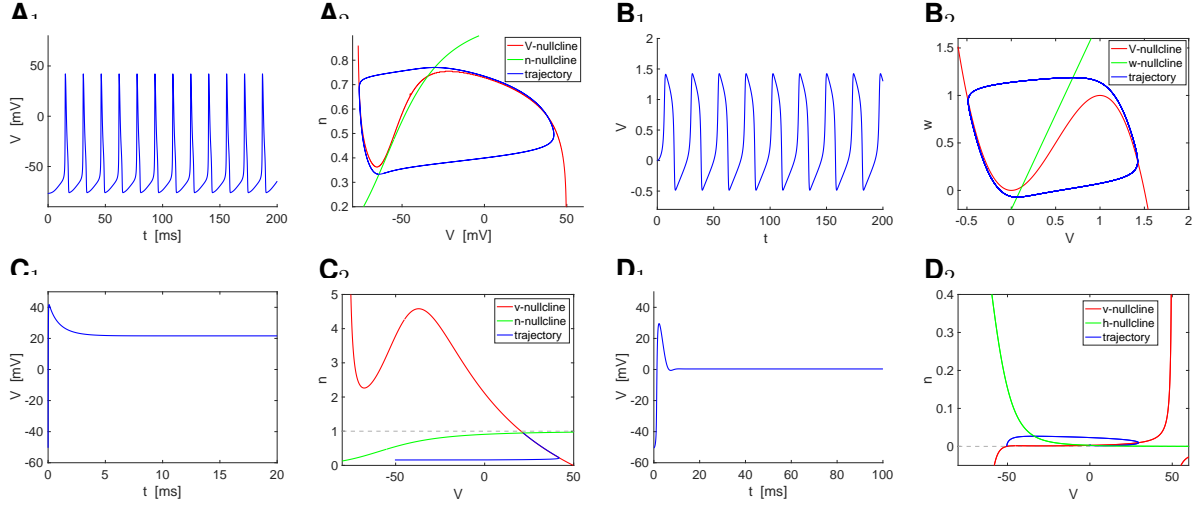 A₁
50
0
-50
V [mV]
0
50
100
150
200
t [ms]
A₂
V-nullcline
n-nullcline
trajectory
0.9
0.8
0.7
0.6
0.5
0.4
0.3
0.2
n
-50
0
50
V [mV]
B₁
2
1.5
1
0.5
0
-0.5
V
0
50
100
150
200
t
B₂
V-nullcline
w-nullcline
trajectory
1.5
1
0.5
0
w
-0.5
0
0.5
1
1.5
2
V
C₁
40
20
0
-20
-40
-60
V [mV]
0
5
10
15
20
t [ms]
C₂
v-nullcline
n-nullcline
trajectory
5
4
3
2
1
0
n
-50
0
50
V
D₁
40
20
0
-20
-40
-60
V [mV]
0
20
40
60
80
100
t [ms]
D₂
v-nullcline
n-nullcline
trajectory
0.4
0.3
0.2
0.1
0
n
-50
0
50
V